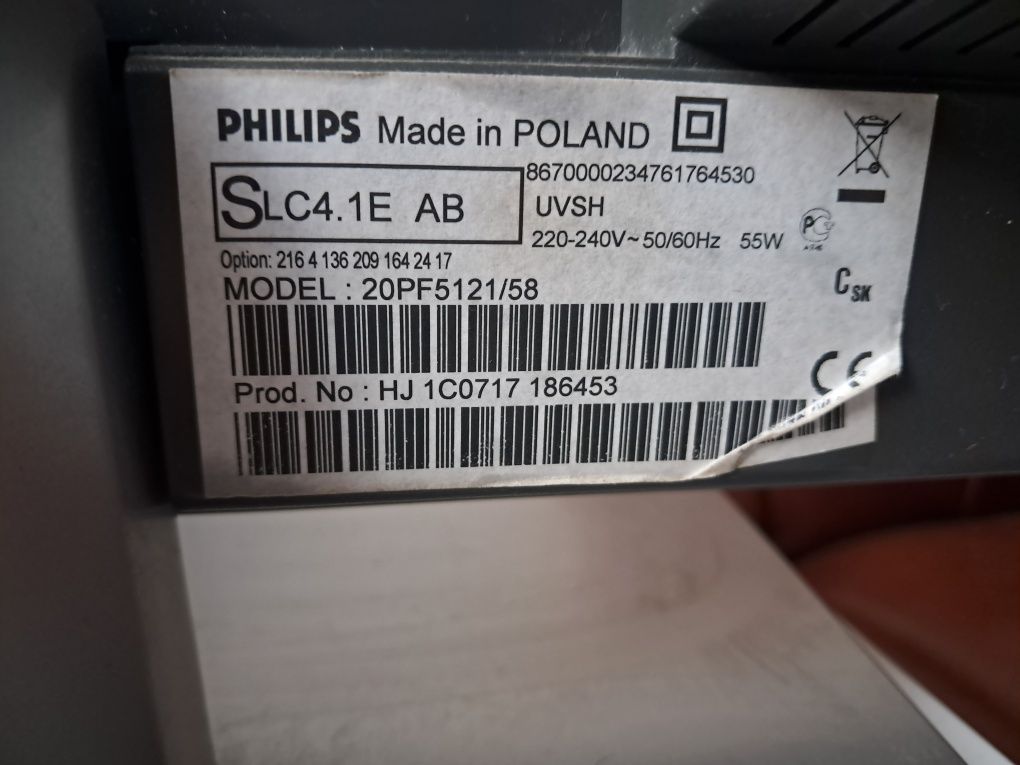 PHILIPS Made in POLAND
8670000234761764530
SLC4.1E AB
UVSH
220-240V~50/60Hz 55W
Option: 216 4 136 209 164 24 17
MODEL : 20PF5121/58
CSK
Prod. No : HJ 1C0717 186453
CE